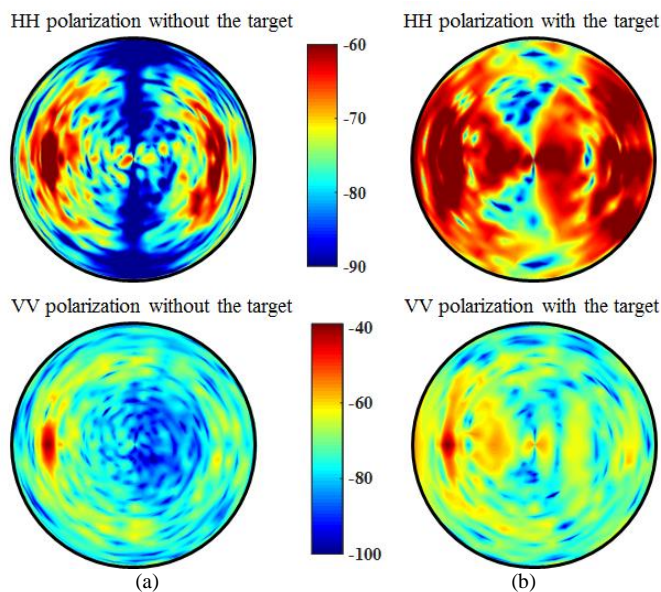 HH polarization without the target
HH polarization with the target
-60
-70
-80
-90
VV polarization without the target
VV polarization with the target
-40
-60
-80
-100
(a)
(b)